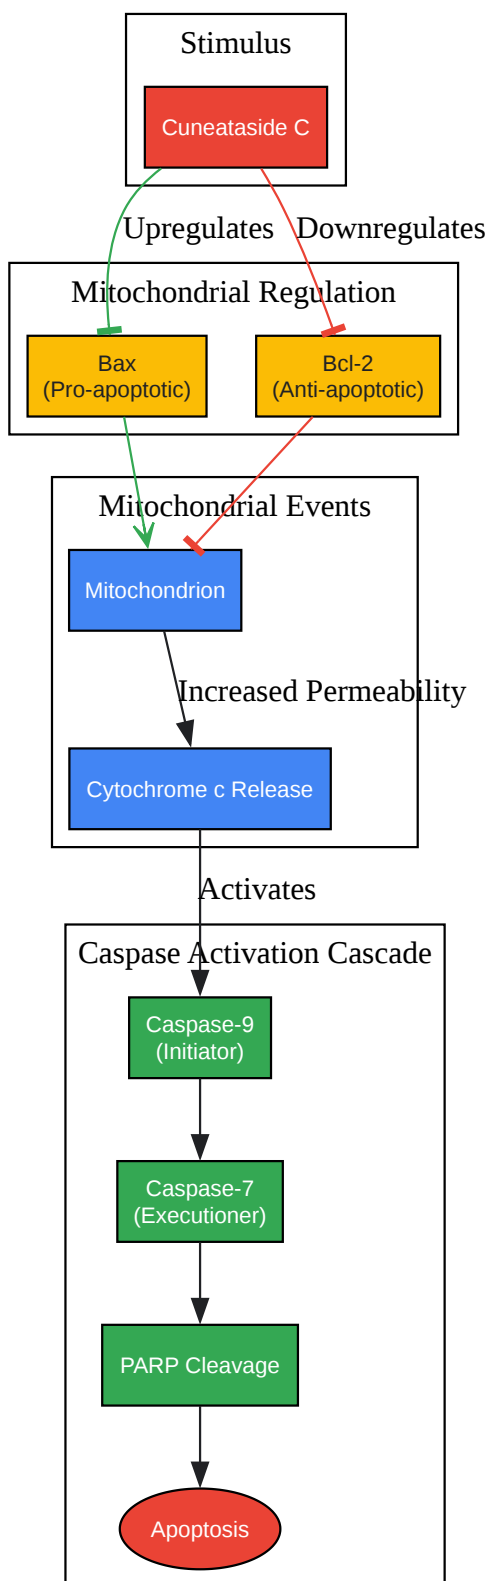 Stimulus
Cuneataside C
Upregulates
Downregulates
Mitochondrial Regulation
Bax
(Pro-apoptotic)
Bcl-2
(Anti-apoptotic)
Mitochondrial Events
Mitochondrion
Increased Permeability
Cytochrome c Release
Activates
Caspase Activation Cascade
Caspase-9
(Initiator)
Caspase-7
(Executioner)
PARP Cleavage
Apoptosis